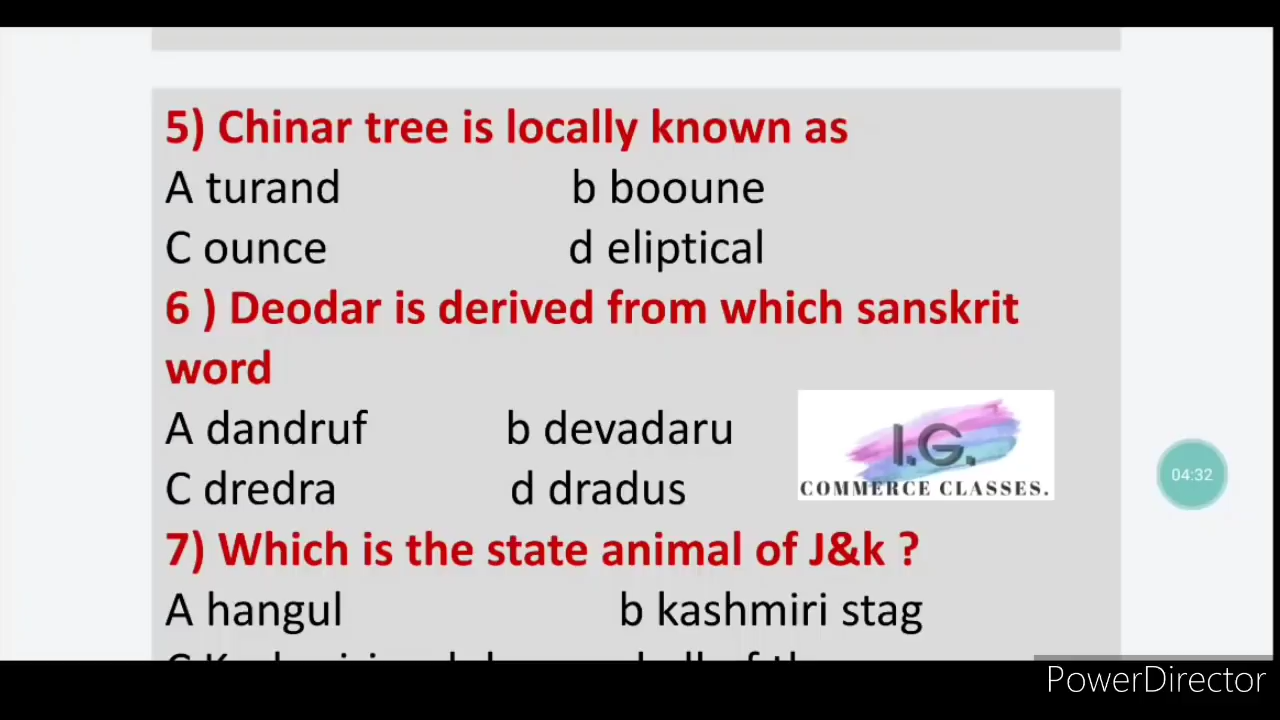 5) Chinar tree is locally known as
A turand b booune
C ounce d eliptical
6 ) Deodar is derived from which sanskrit
word
A dandruf b devadaru
C dredra d dradus
I.G.
COMMERCE CLASSES.
04:32
7) Which is the state animal of J&k ?
A hangul b kashmiri stag
PowerDirector